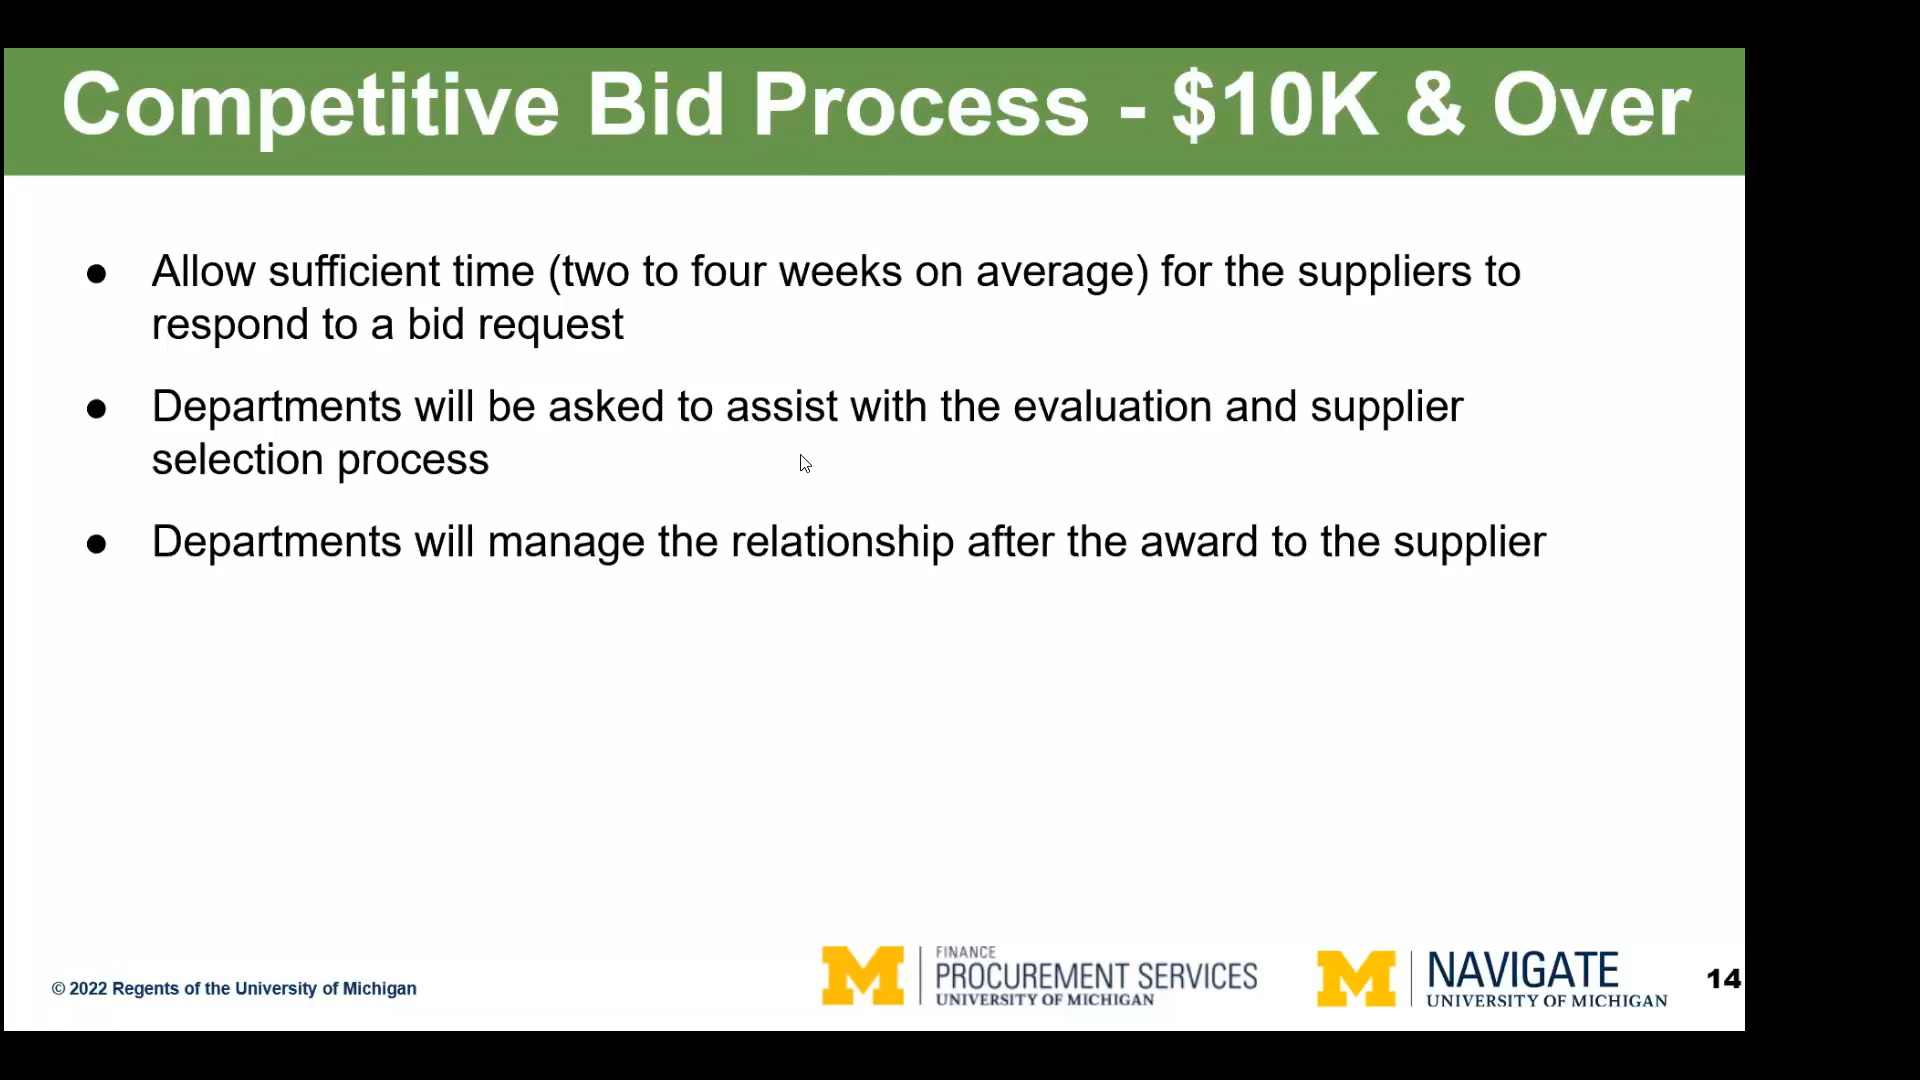 Competitive Bid Process - $10K & Over
● Allow sufficient time (two to four weeks on average) for the suppliers to
respond to a bid request
● Departments will be asked to assist with the evaluation and supplier
selection process
● Departments will manage the relationship after the award to the supplier
© 2022 Regents of the University of Michigan
M FINANCE
PROCUREMENT SERVICES
UNIVERSITY OF MICHIGAN
M NAVIGATE
UNIVERSITY OF MICHIGAN
14